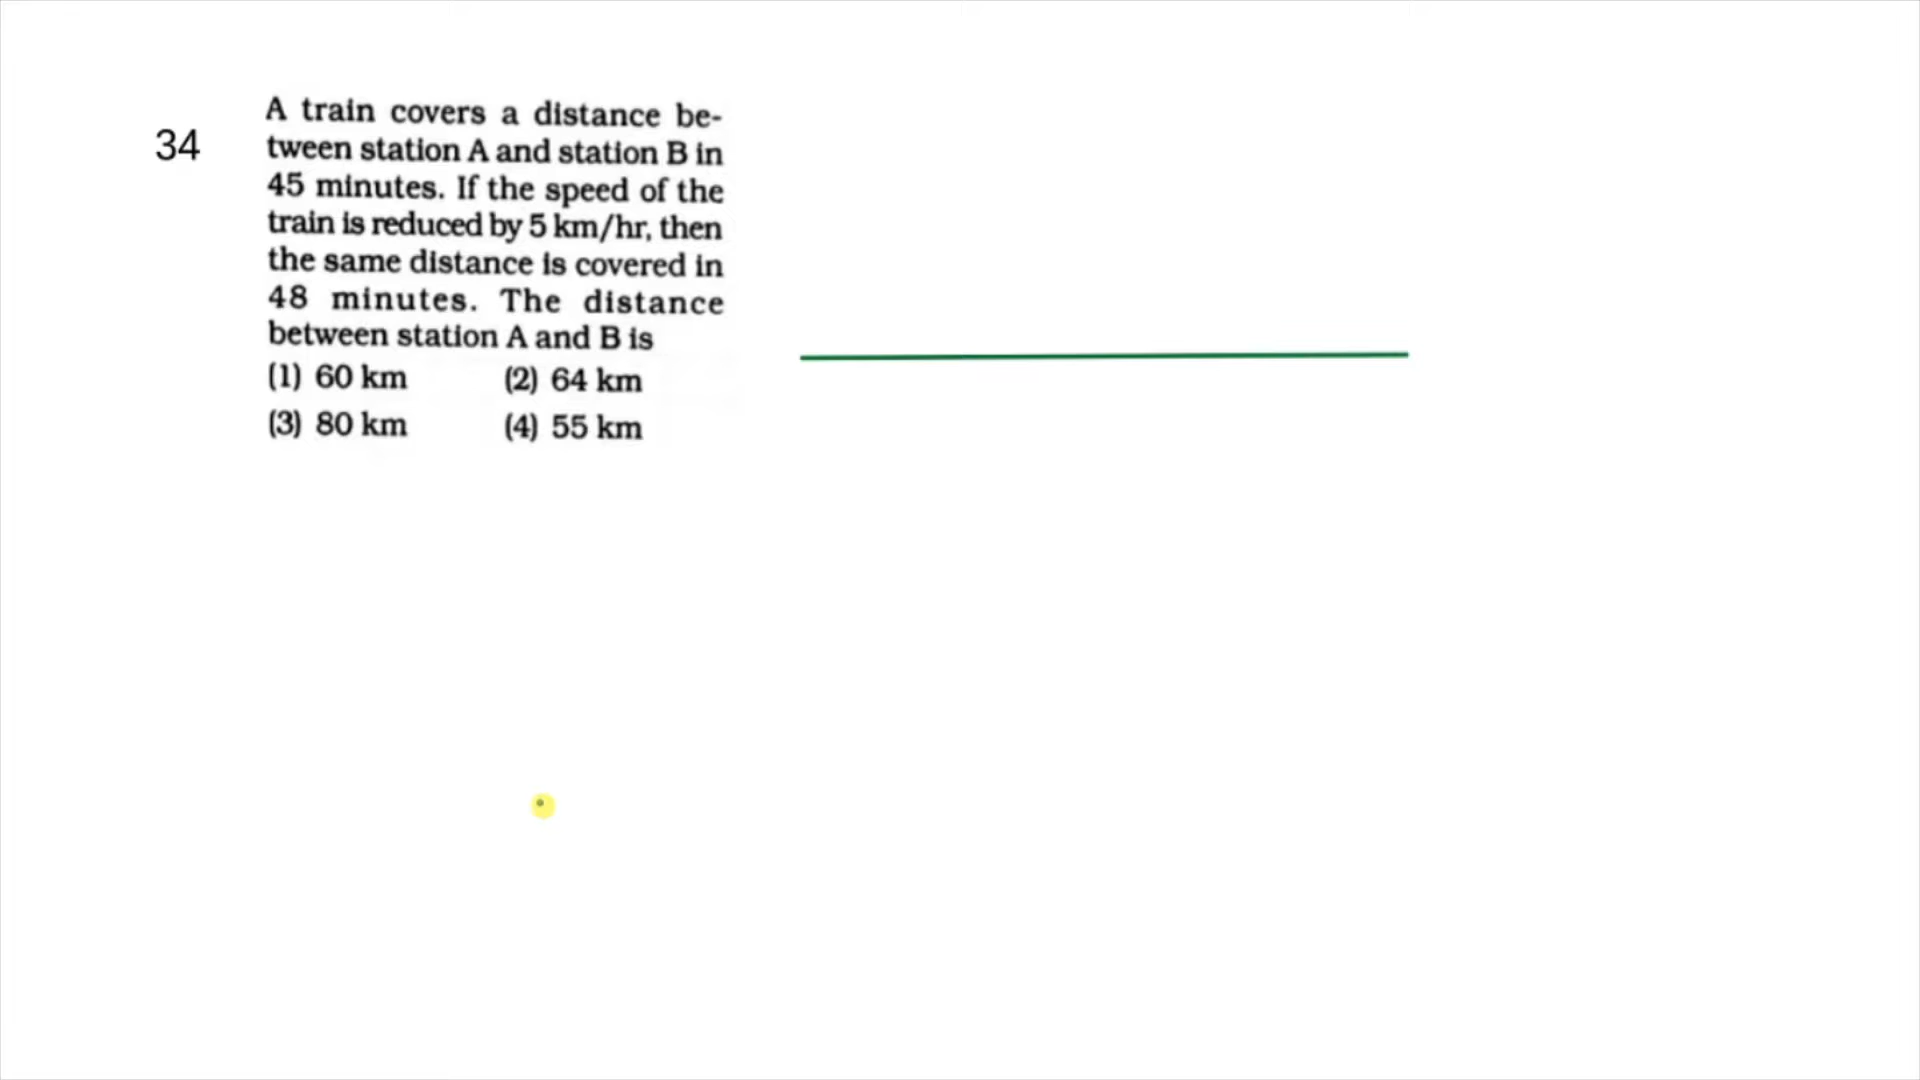 34
A train covers a distance be-
tween station A and station B in
45 minutes. If the speed of the
train is reduced by 5 km/hr, then
the same distance is covered in
48 minutes. The distance
between station A and B is
(1) 60 km (2) 64 km
(3) 80 km (4) 55 km